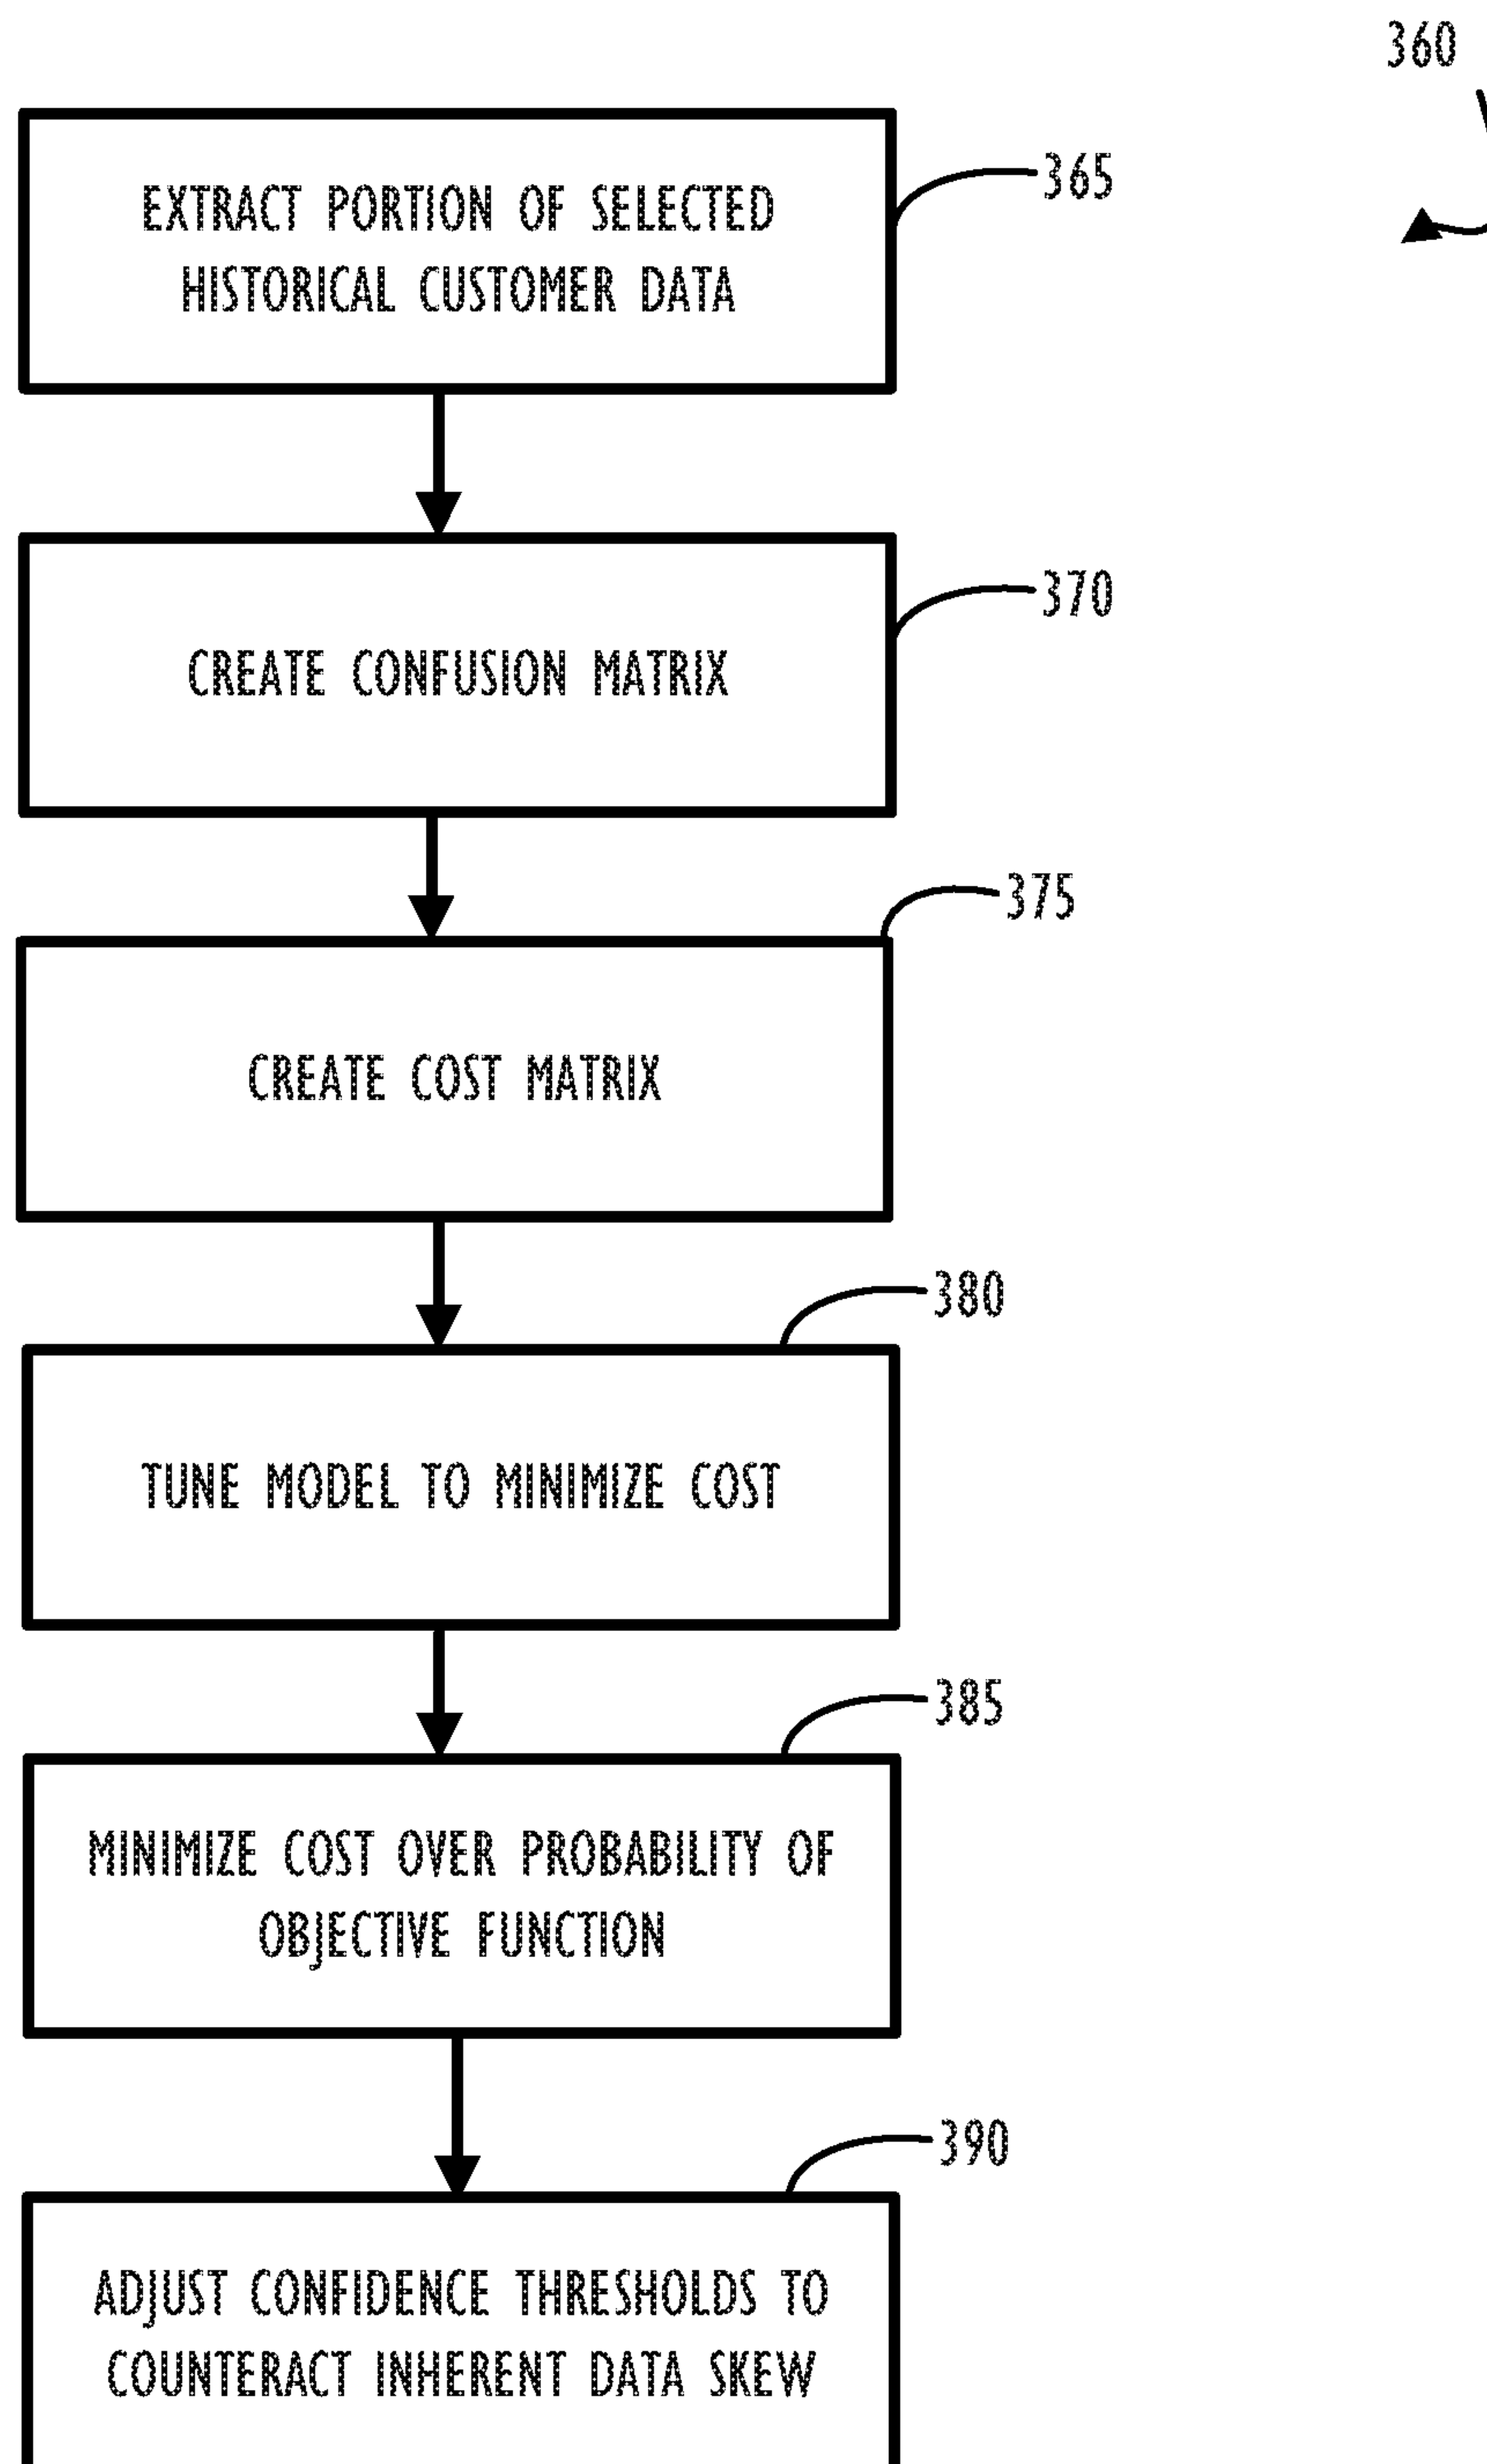 360
EXTRACT PORTION OF SELECTED
HISTORICAL CUSTOMER DATA
365
CREATE CONFUSION MATRIX
370
CREATE COST MATRIX
375
TUNE MODEL TO MINIMIZE COST
380
MINIMIZE COST OVER PROBABILITY OF
OBJECTIVE FUNCTION
385
ADJUST CONFIDENCE THRESHOLDS TO
COUNTERACT INHERENT DATA SKEW
390